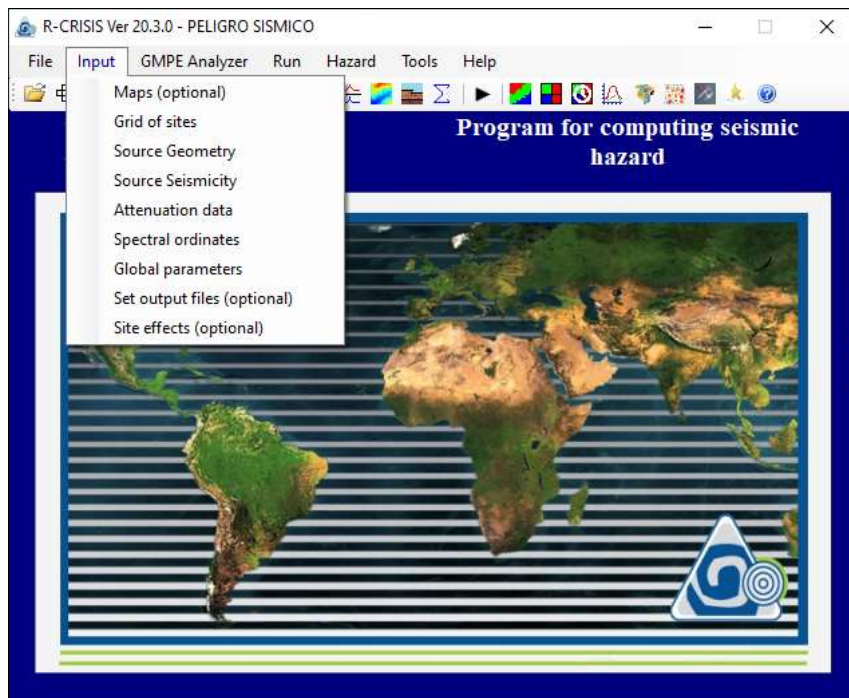 R-CRISIS Ver 20.3.0 - PELIGRO SISMICO
File Input GMPE Analyzer Run Hazard Tools Help
Maps (optional)
Grid of sites
Source Geometry
Source Seismicity
Attenuation data
Spectral ordinates
Global parameters
Set output files (optional)
Site effects (optional)
Program for computing seismic
hazard